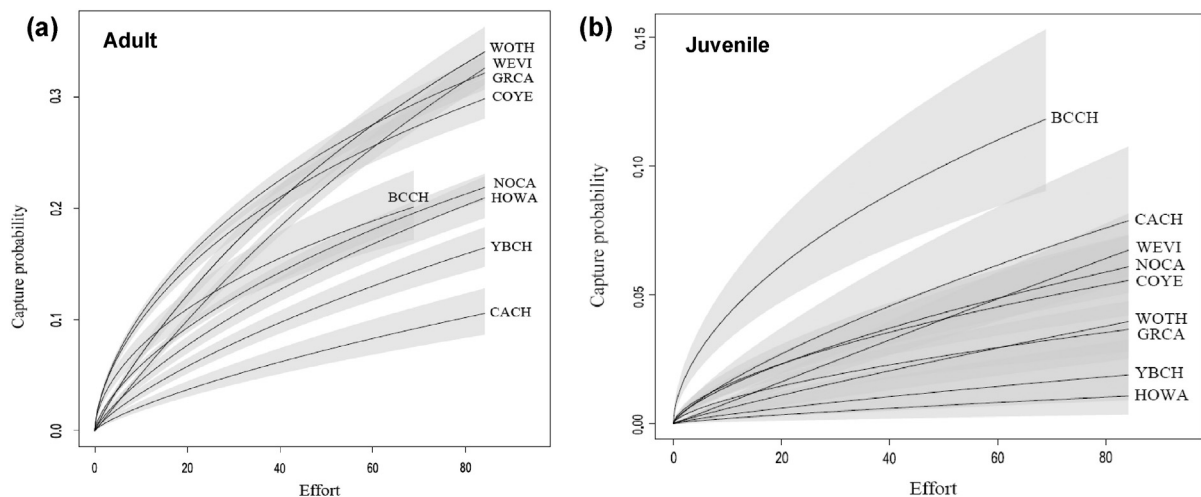 (a)
Adult
Capture probability
0.0
0.1
0.2
0.3
WOTH
WEVI
GRCA
COYE
BCCH
NOCA
HOWA
YBCH
CACH
0 20 40 60 80
Effort
(b)
Juvenile
Capture probability
0.00
0.05
0.10
0.15
BCCH
CACH
WEVI
NOCA
COYE
WOTH
GRCA
YBCH
HOWA
0 20 40 60 80
Effort